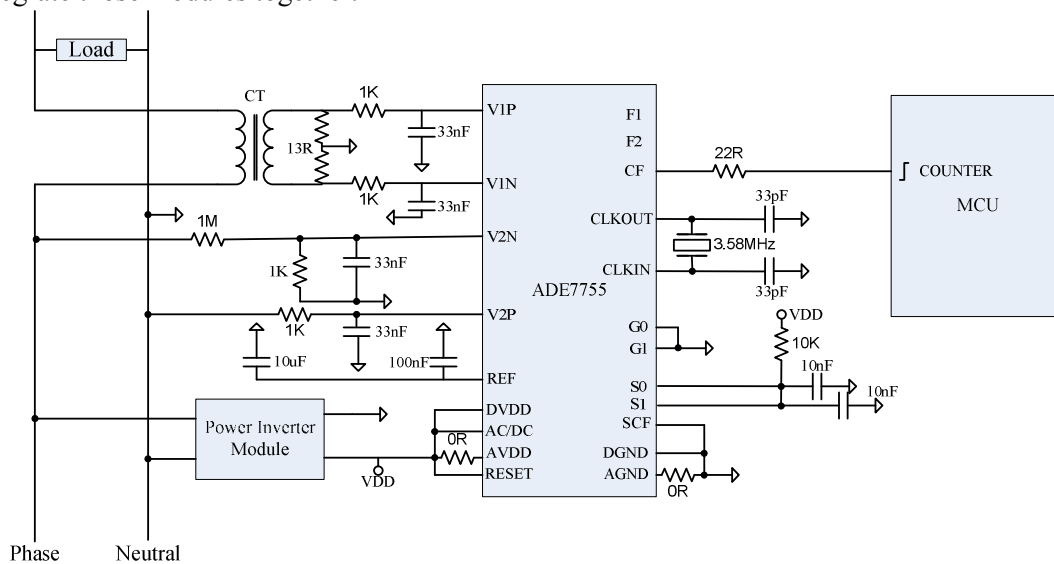 Load
CT
1K
V1P
33nF
13R
1K
V1N
33nF
1M
V2N
1K
33nF
V2P
1K
33nF
10uF
100nF
REF
Power Inverter
Module
VDD
DVDD
AC/DC
0R
AVDD
RESET
ADE7755
F1
F2
CF
22R
COUNTER
MCU
CLKOUT
33pF
3.58MHz
CLKIN
33pF
G0
G1
VDD
10K
10nF
S0
10nF
S1
SCF
DGND
AGND
0R
Phase
Neutral